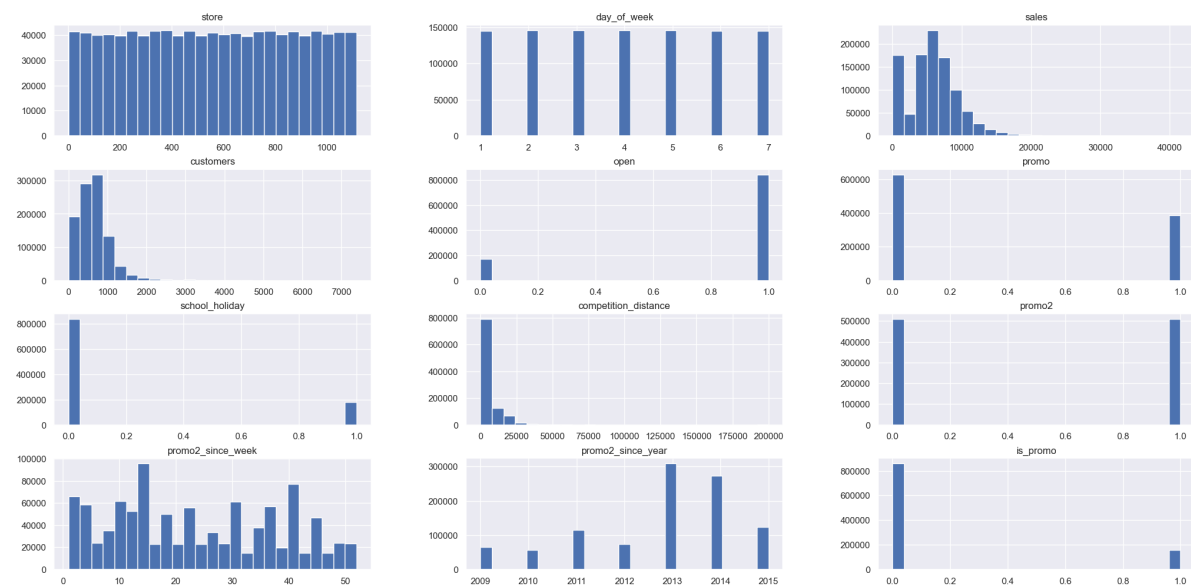 store
40000
30000
20000
10000
0
0 200 400 600 800 1000
day_of_week
150000
100000
50000
0
1 2 3 4 5 6 7
sales
200000
150000
100000
50000
0
0 10000 20000 30000 40000
customers
300000
200000
100000
0
0 1000 2000 3000 4000 5000 6000 7000
open
800000
600000
400000
200000
0
0.0 0.2 0.4 0.6 0.8 1.0
promo
600000
400000
200000
0
0.0 0.2 0.4 0.6 0.8 1.0
school_holiday
800000
600000
400000
200000
0
0.0 0.2 0.4 0.6 0.8 1.0
competition_distance
800000
600000
400000
200000
0
0 25000 50000 75000 100000 125000 150000 175000 200000
promo2
500000
400000
300000
200000
100000
0
0.0 0.2 0.4 0.6 0.8 1.0
promo2_since_week
100000
80000
60000
40000
20000
0
0 10 20 30 40 50
promo2_since_year
300000
200000
100000
0
2009 2010 2011 2012 2013 2014 2015
is_promo
800000
600000
400000
200000
0
0.0 0.2 0.4 0.6 0.8 1.0